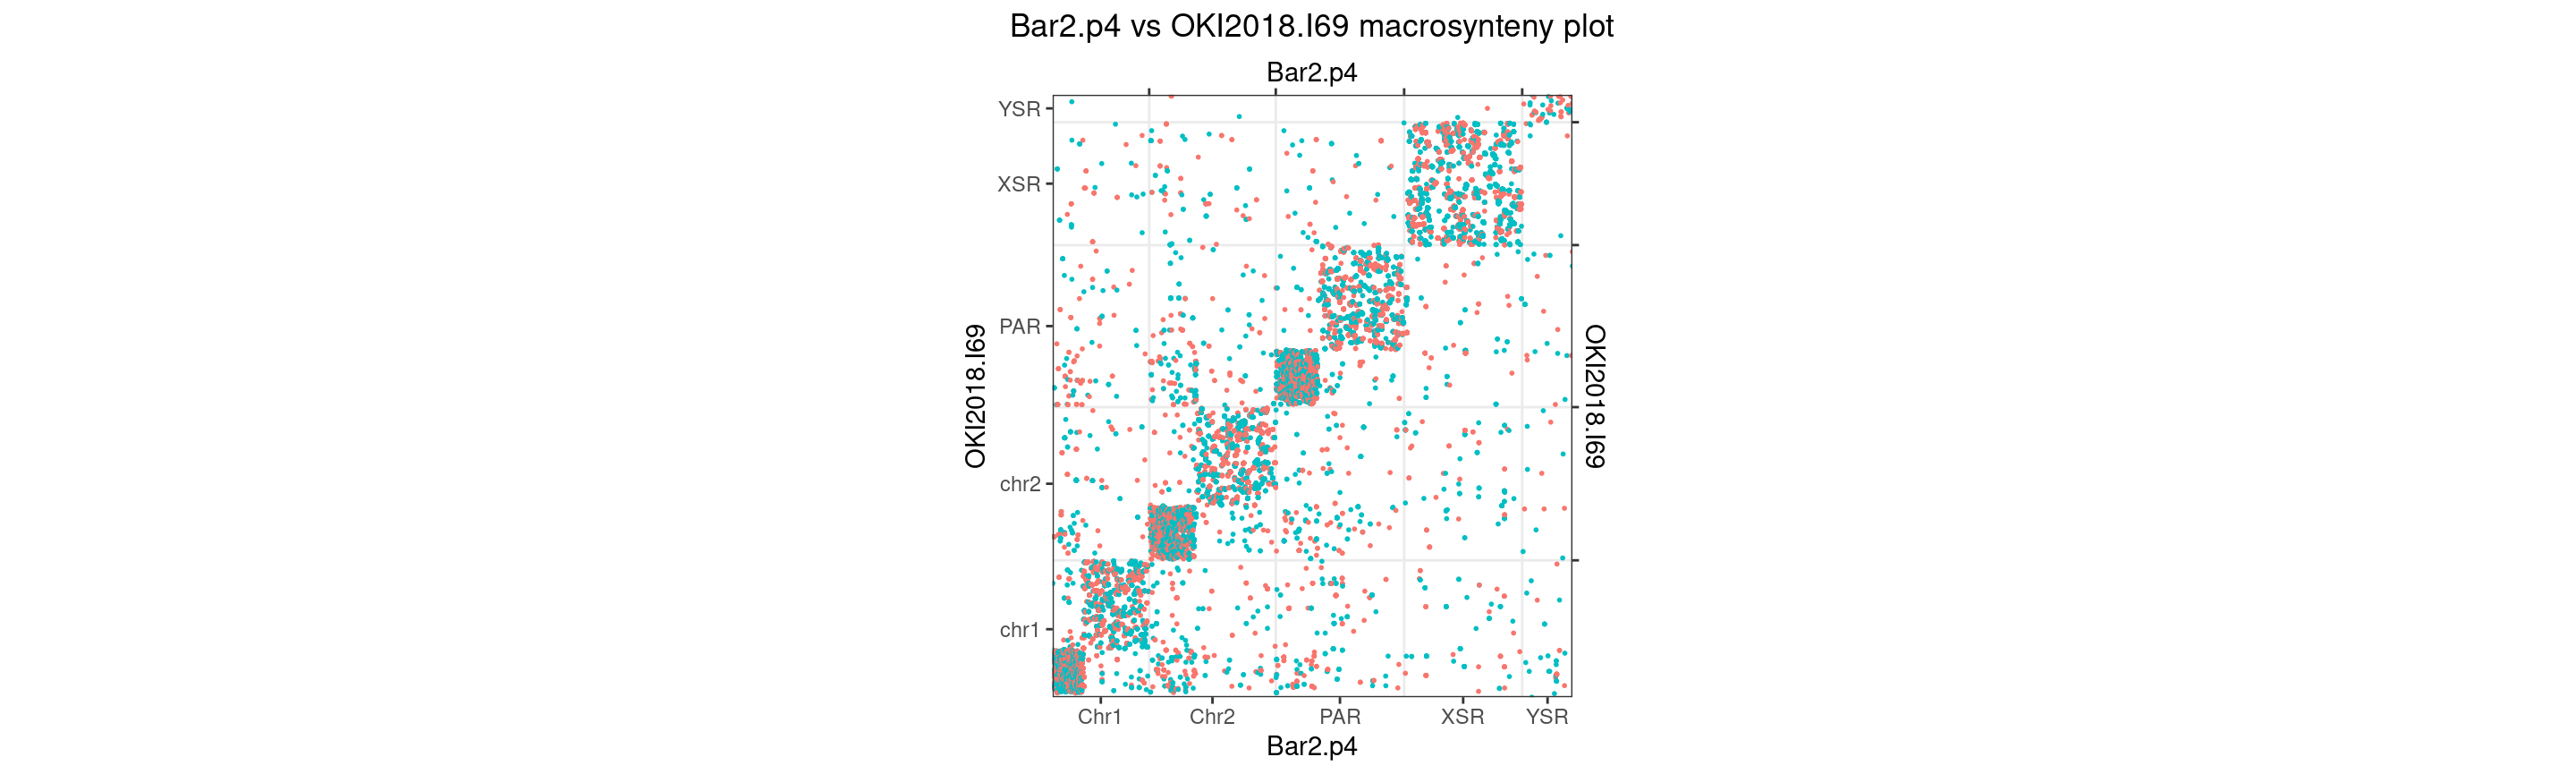 Bar2.p4 vs OKI2018.I69 macrosynteny plot
Bar2.p4
YSR
XSR
PAR
chr2
chr1
OKI2018.I69
OKI2018.I69
Chr1
Chr2
PAR
XSR
YSR
Bar2.p4